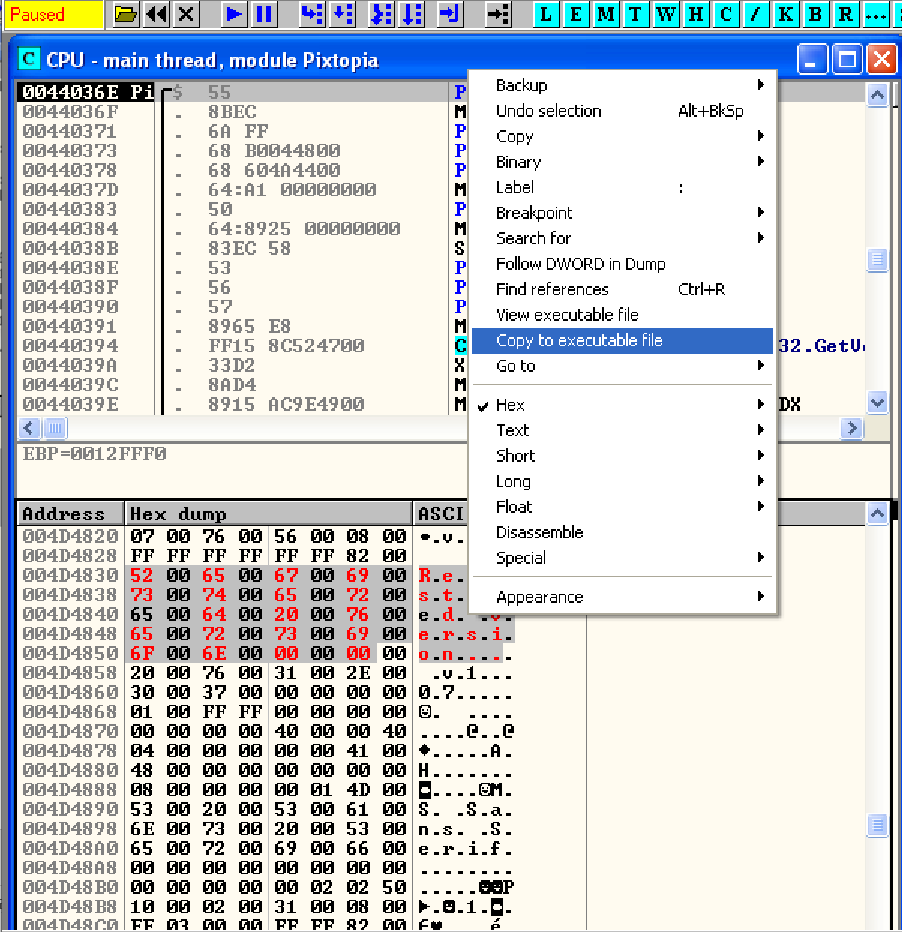 Paused
L E M T W H C / K B R ...
C CPU - main thread, module Pixtopia
0044036E Pi $ 55 P
0044036F . 8BEC M
00440371 . 6A FF P
00440373 . 68 B0044800 P
00440378 . 68 604A4400 P
0044037D . 64:A1 00000000 M
00440383 . 50 P
00440384 . 64:8925 00000000 M
0044038B . 83EC 58 S
0044038E . 53 P
0044038F . 56 P
00440390 . 57 P
00440391 . 8965 E8 M
00440394 . FF15 8C524700 C 32.GetV
0044039A . 33D2 X
0044039C . 8AD4 M
0044039E . 8915 AC9E4900 M DX
Backup
Undo selection Alt+BkSp
Copy
Binary
Label :
Breakpoint
Search for
Follow DWORD in Dump
Find references Ctrl+R
View executable file
Copy to executable file
Go to
Hex
Text
Short
Long
Float
Disassemble
Special
Appearance
EBP=0012FFF0
Address Hex dump ASCI
004D4820 07 00 76 00 56 00 08 00 •.v.
004D4828 FF FF FF FF FF FF 82 00
004D4830 52 00 65 00 67 00 69 00 R.e.
004D4838 73 00 74 00 65 00 72 00 s.t.
004D4840 65 00 64 00 20 00 76 00 e.d. .v.
004D4848 65 00 72 00 73 00 69 00 e.r.s.i.
004D4850 6F 00 6E 00 00 00 00 00 o.n.....
004D4858 20 00 76 00 31 00 2E 00 .v.1...
004D4860 30 00 37 00 00 00 00 00 0.7.....
004D4868 01 00 FF FF 00 00 00 00 ☺. ....
004D4870 00 00 00 00 40 00 00 40 ....@..@
004D4878 04 00 00 00 00 00 41 00 ♦.....A.
004D4880 48 00 00 00 00 00 00 00 H.......
004D4888 08 00 00 00 00 01 4D 00 ◘....☺M.
004D4890 53 00 20 00 53 00 61 00 S. .S.a.
004D4898 6E 00 73 00 20 00 53 00 n.s. .S.
004D48A0 65 00 72 00 69 00 66 00 e.r.i.f.
004D48A8 00 00 00 00 00 00 00 00 ........
004D48B0 00 00 00 00 00 02 02 50 .....☻☻P
004D48B8 10 00 02 00 31 00 08 00 ►.☻.1.◘.
004D48C0 FF 03 00 00 FF FF 82 00